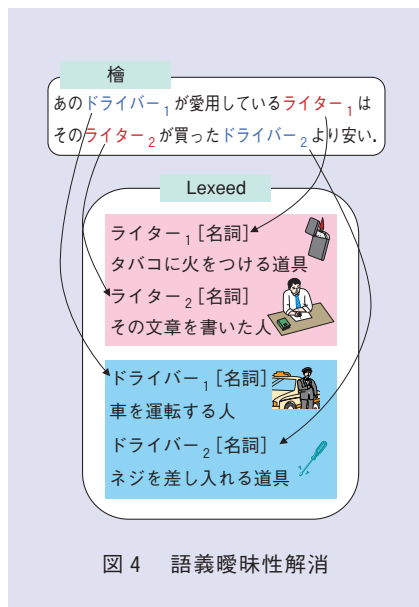 檜
あのドライバー1が愛用しているライター1は
そのライター2が買ったドライバー2より安い.
Lexeed
ライター1[名詞]
タバコに火をつける道具
ライター2[名詞]
その文章を書いた人
ドライバー1[名詞]
車を運転する人
ドライバー2[名詞]
ネジを差し入れる道具
図4 語義曖昧性解消